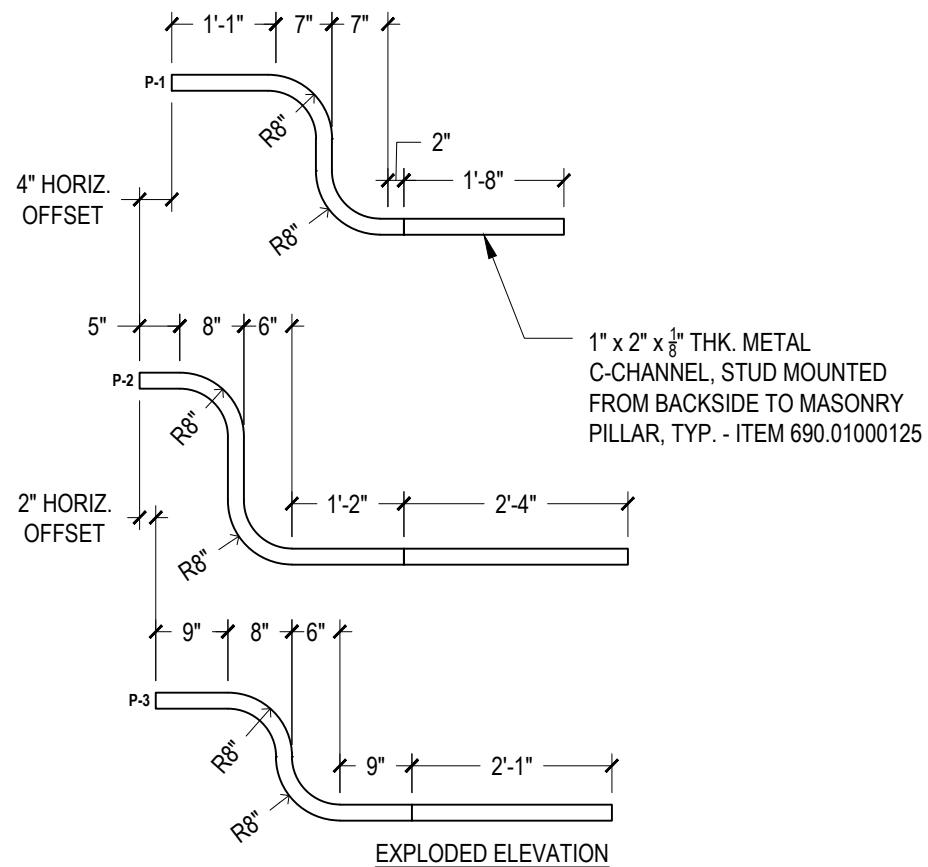 1'-1" 7" 7"
P-1
R8"
2"
4" HORIZ.
OFFSET
1'-8"
R8"
5" 8" 6"
1" x 2" x 1/8" THK. METAL
C-CHANNEL, STUD MOUNTED
FROM BACKSIDE TO MASONRY
PILLAR, TYP. - ITEM 690.01000125
P-2
R8"
2" HORIZ.
OFFSET
1'-2" 2'-4"
R8"
9" 8" 6"
P-3
R8"
9" 2'-1"
R8"
EXPLODED ELEVATION